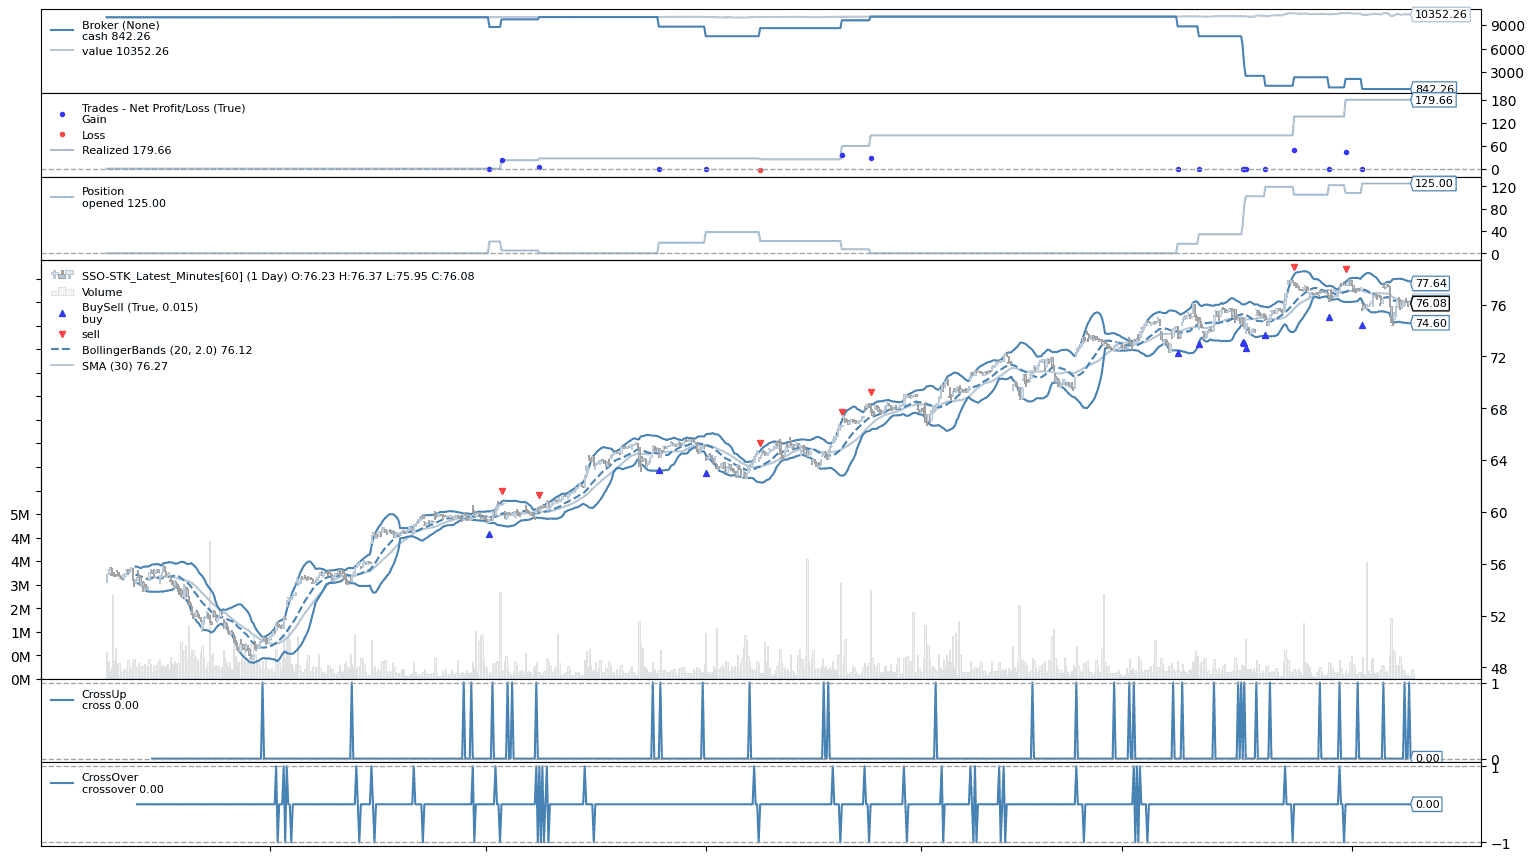 Broker (None)
cash 842.26
value 10352.26
10352.26
9000
6000
3000
842.26
Trades - Net Profit/Loss (True)
Gain
Loss
Realized 179.66
179.66
180
120
60
0
Position
opened 125.00
125.00
120
80
40
0
SSO-STK_Latest_Minutes[60] (1 Day) O:76.23 H:76.37 L:75.95 C:76.08
Volume
BuySell (True, 0.015)
buy
sell
BollingerBands (20, 2.0) 76.12
SMA (30) 76.27
77.64
76.08
74.60
76
72
68
64
60
56
52
48
5M
4M
4M
3M
2M
1M
0M
0M
CrossUp
cross 0.00
1
0
0.00
CrossOver
crossover 0.00
1
0.00
−1